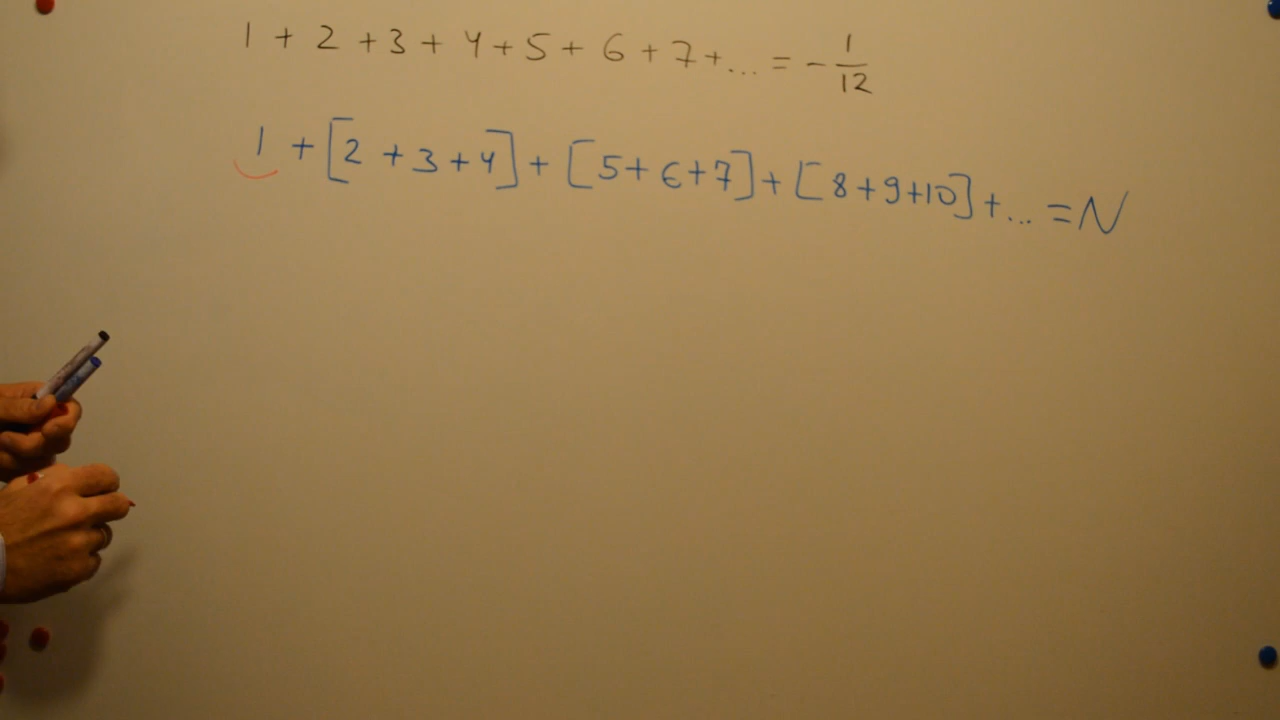 1 + 2 + 3 + 4 + 5 + 6 + 7 + ... = - 1/12
1 + [2 + 3 + 4] + [5 + 6 + 7] + [8 + 9 + 10] + ... = N